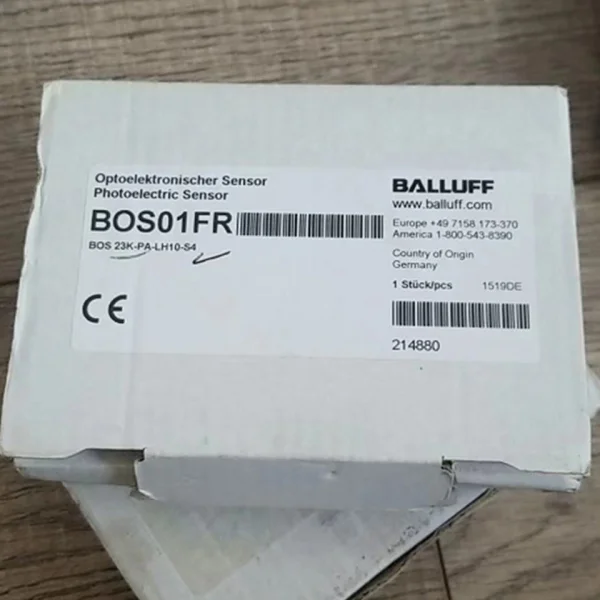 Optoelektronischer Sensor
Photoelectric Sensor
BOS01FR
BOS 23K-PA-LH10-S4
CE
BALLUFF
www.balluff.com
Europe +49 7158 173-370
America 1-800-543-8390
Country of Origin
Germany
1 Stück/pcs 1519DE
214880